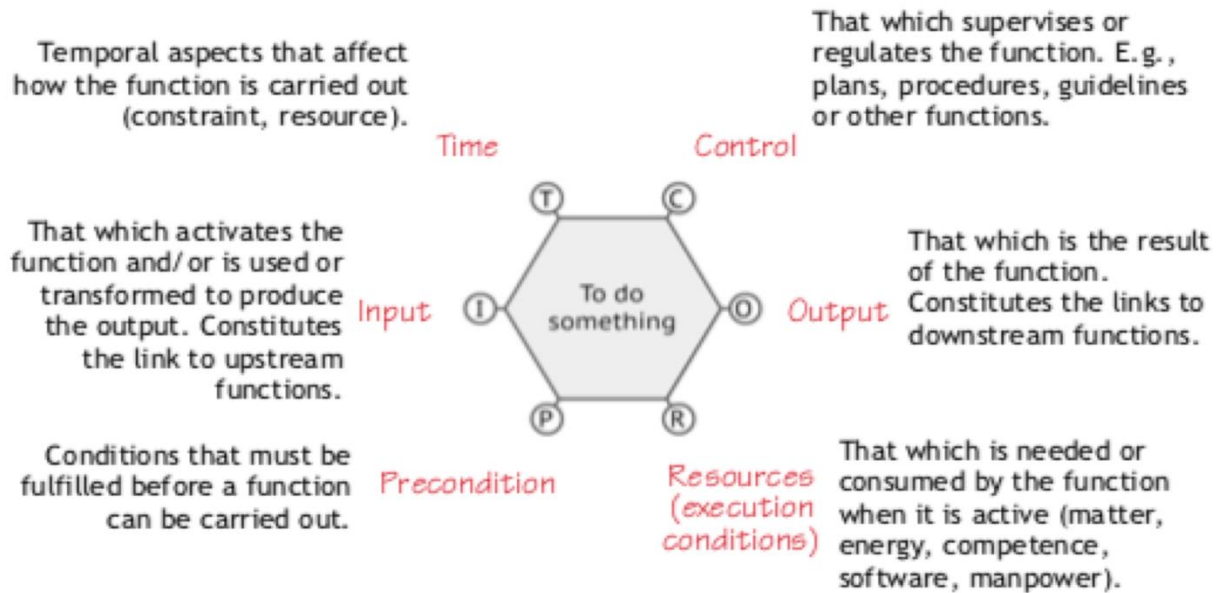 Temporal aspects that affect
how the function is carried out
(constraint, resource).
Time
That which supervises or
regulates the function. E.g.,
plans, procedures, guidelines
or other functions.
Control
T
C
That which activates the
function and/or is used or
transformed to produce
the output. Constitutes
the link to upstream
functions.
Input
I
To do
something
O
Output
That which is the result
of the function.
Constitutes the links to
downstream functions.
P
R
Conditions that must be
fulfilled before a function
can be carried out.
Precondition
Resources
(execution
conditions)
That which is needed or
consumed by the function
when it is active (matter,
energy, competence,
software, manpower).